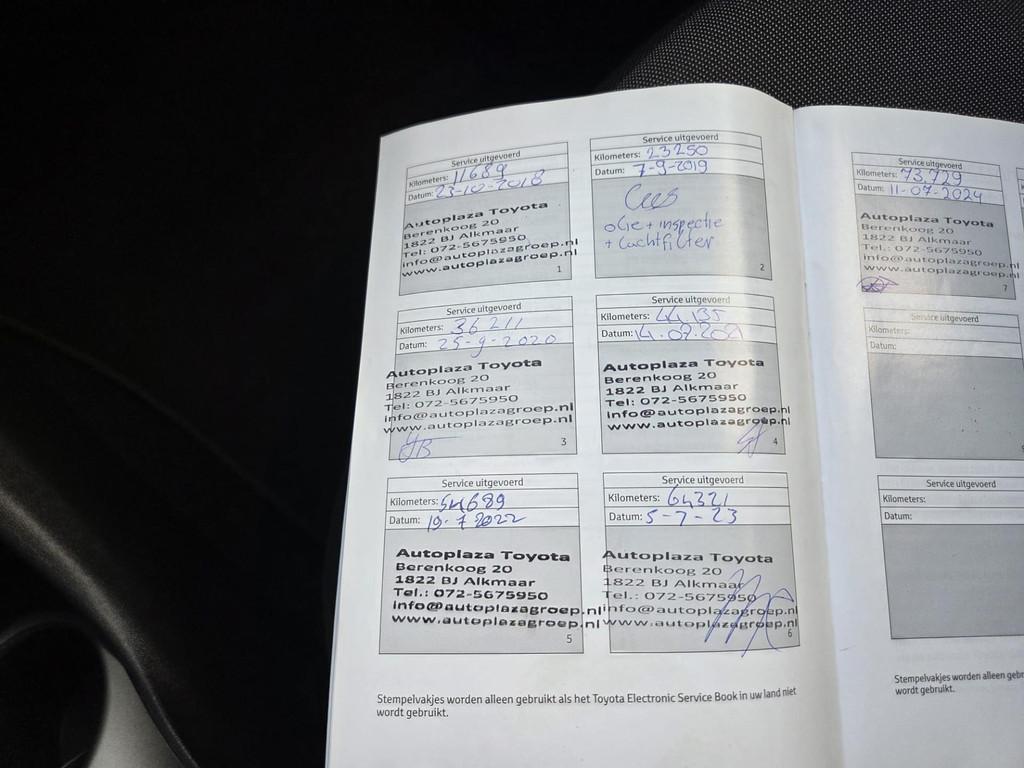 Service uitgevoerd
Kilometers: 11689
Datum: 23-10-2018
Autoplaza Toyota
Berenkoog 20
1822 BJ Alkmaar
Tel: 072-5675950
info@autoplazagroep.nl
www.autoplazagroep.nl
1
Service uitgevoerd
Kilometers: 23250
Datum: 7-9-2019
Cees
olie + inspectie
+ luchtfilter
2
Service uitgevoerd
Kilometers: 36211
Datum: 25-9-2020
Autoplaza Toyota
Berenkoog 20
1822 BJ Alkmaar
Tel: 072-5675950
info@autoplazagroep.nl
www.autoplazagroep.nl
3
Service uitgevoerd
Kilometers: 44135
Datum:
Autoplaza Toyota
Berenkoog 20
1822 BJ Alkmaar
Tel: 072-5675950
info@autoplazagroep.nl
www.autoplazagroep.nl
4
Service uitgevoerd
Kilometers: 54689
Datum: 19-7-2022
Autoplaza Toyota
Berenkoog 20
1822 BJ Alkmaar
Tel.: 072-5675950
info@autoplazagroep.nl
www.autoplazagroep.nl
5
Service uitgevoerd
Kilometers: 64321
Datum: 5-7-23
Autoplaza Toyota
Berenkoog 20
1822 BJ Alkmaar
Tel.: 072-5675950
info@autoplazagroep.nl
www.autoplazagroep.nl
6
Stempelvakjes worden alleen gebruikt als het Toyota Electronic Service Book in uw land niet
wordt gebruikt.
Service uitgevoerd
Kilometers: 73.729
Datum: 11-07-2024
Autoplaza Toyota
Berenkoog 20
1822 BJ Alkmaar
Tel: 072-5675950
info@autoplazagroep.nl
www.autoplazagroep.nl
7
Service uitgevoerd
Kilometers:
Datum:
Service uitgevoerd
Kilometers:
Datum:
Stempelvakjes worden alleen
wordt gebruikt.